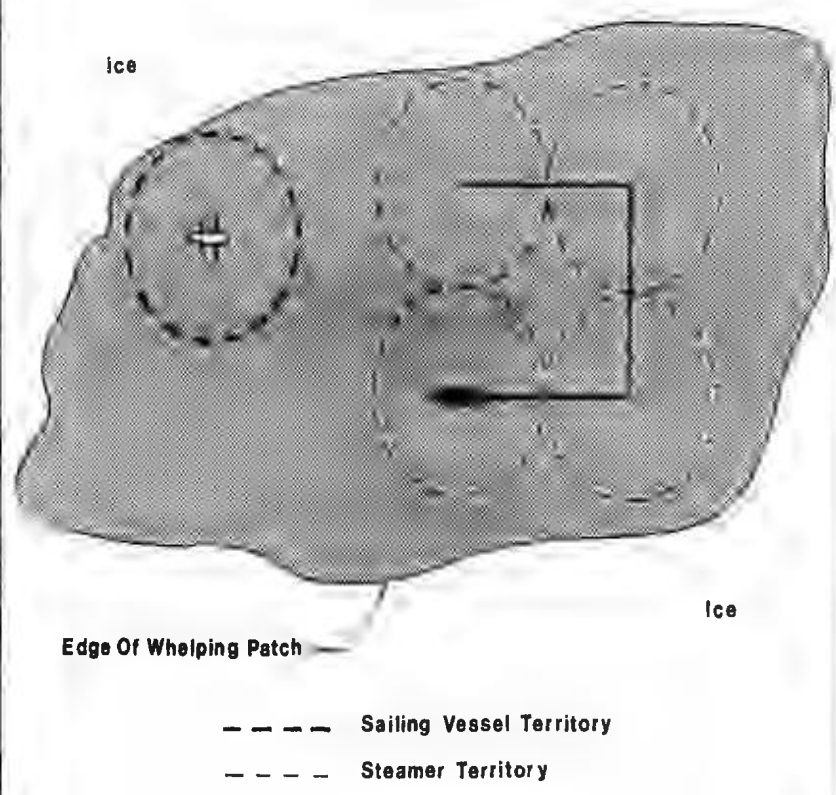 ice
Ice
Edge Of Whelping Patch
Sailing Vessel Territory
Steamer Territory